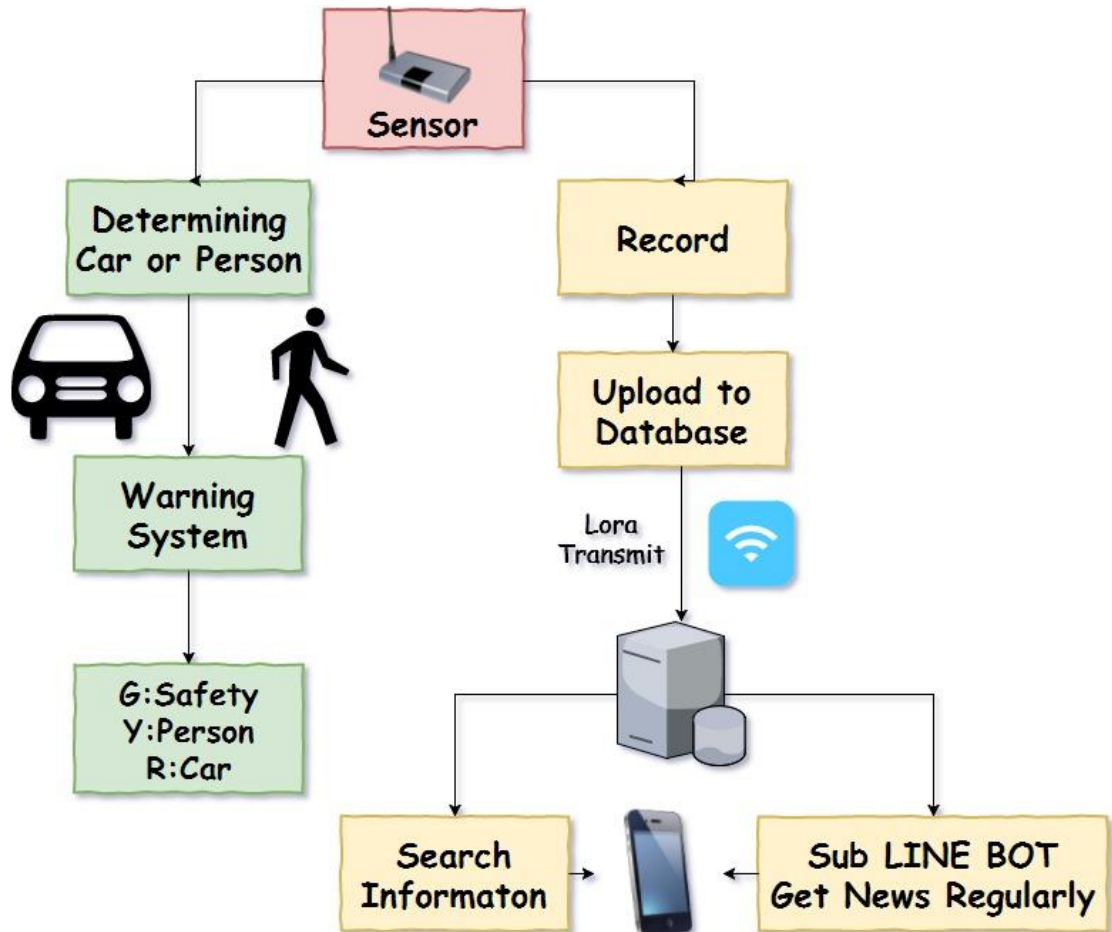 Sensor
Determining
Car or Person
Record
Upload to
Database
Warning
System
Lora
Transmit
G:Safety
Y:Person
R:Car
Search
Informaton
Sub LINE BOT
Get News Regularly